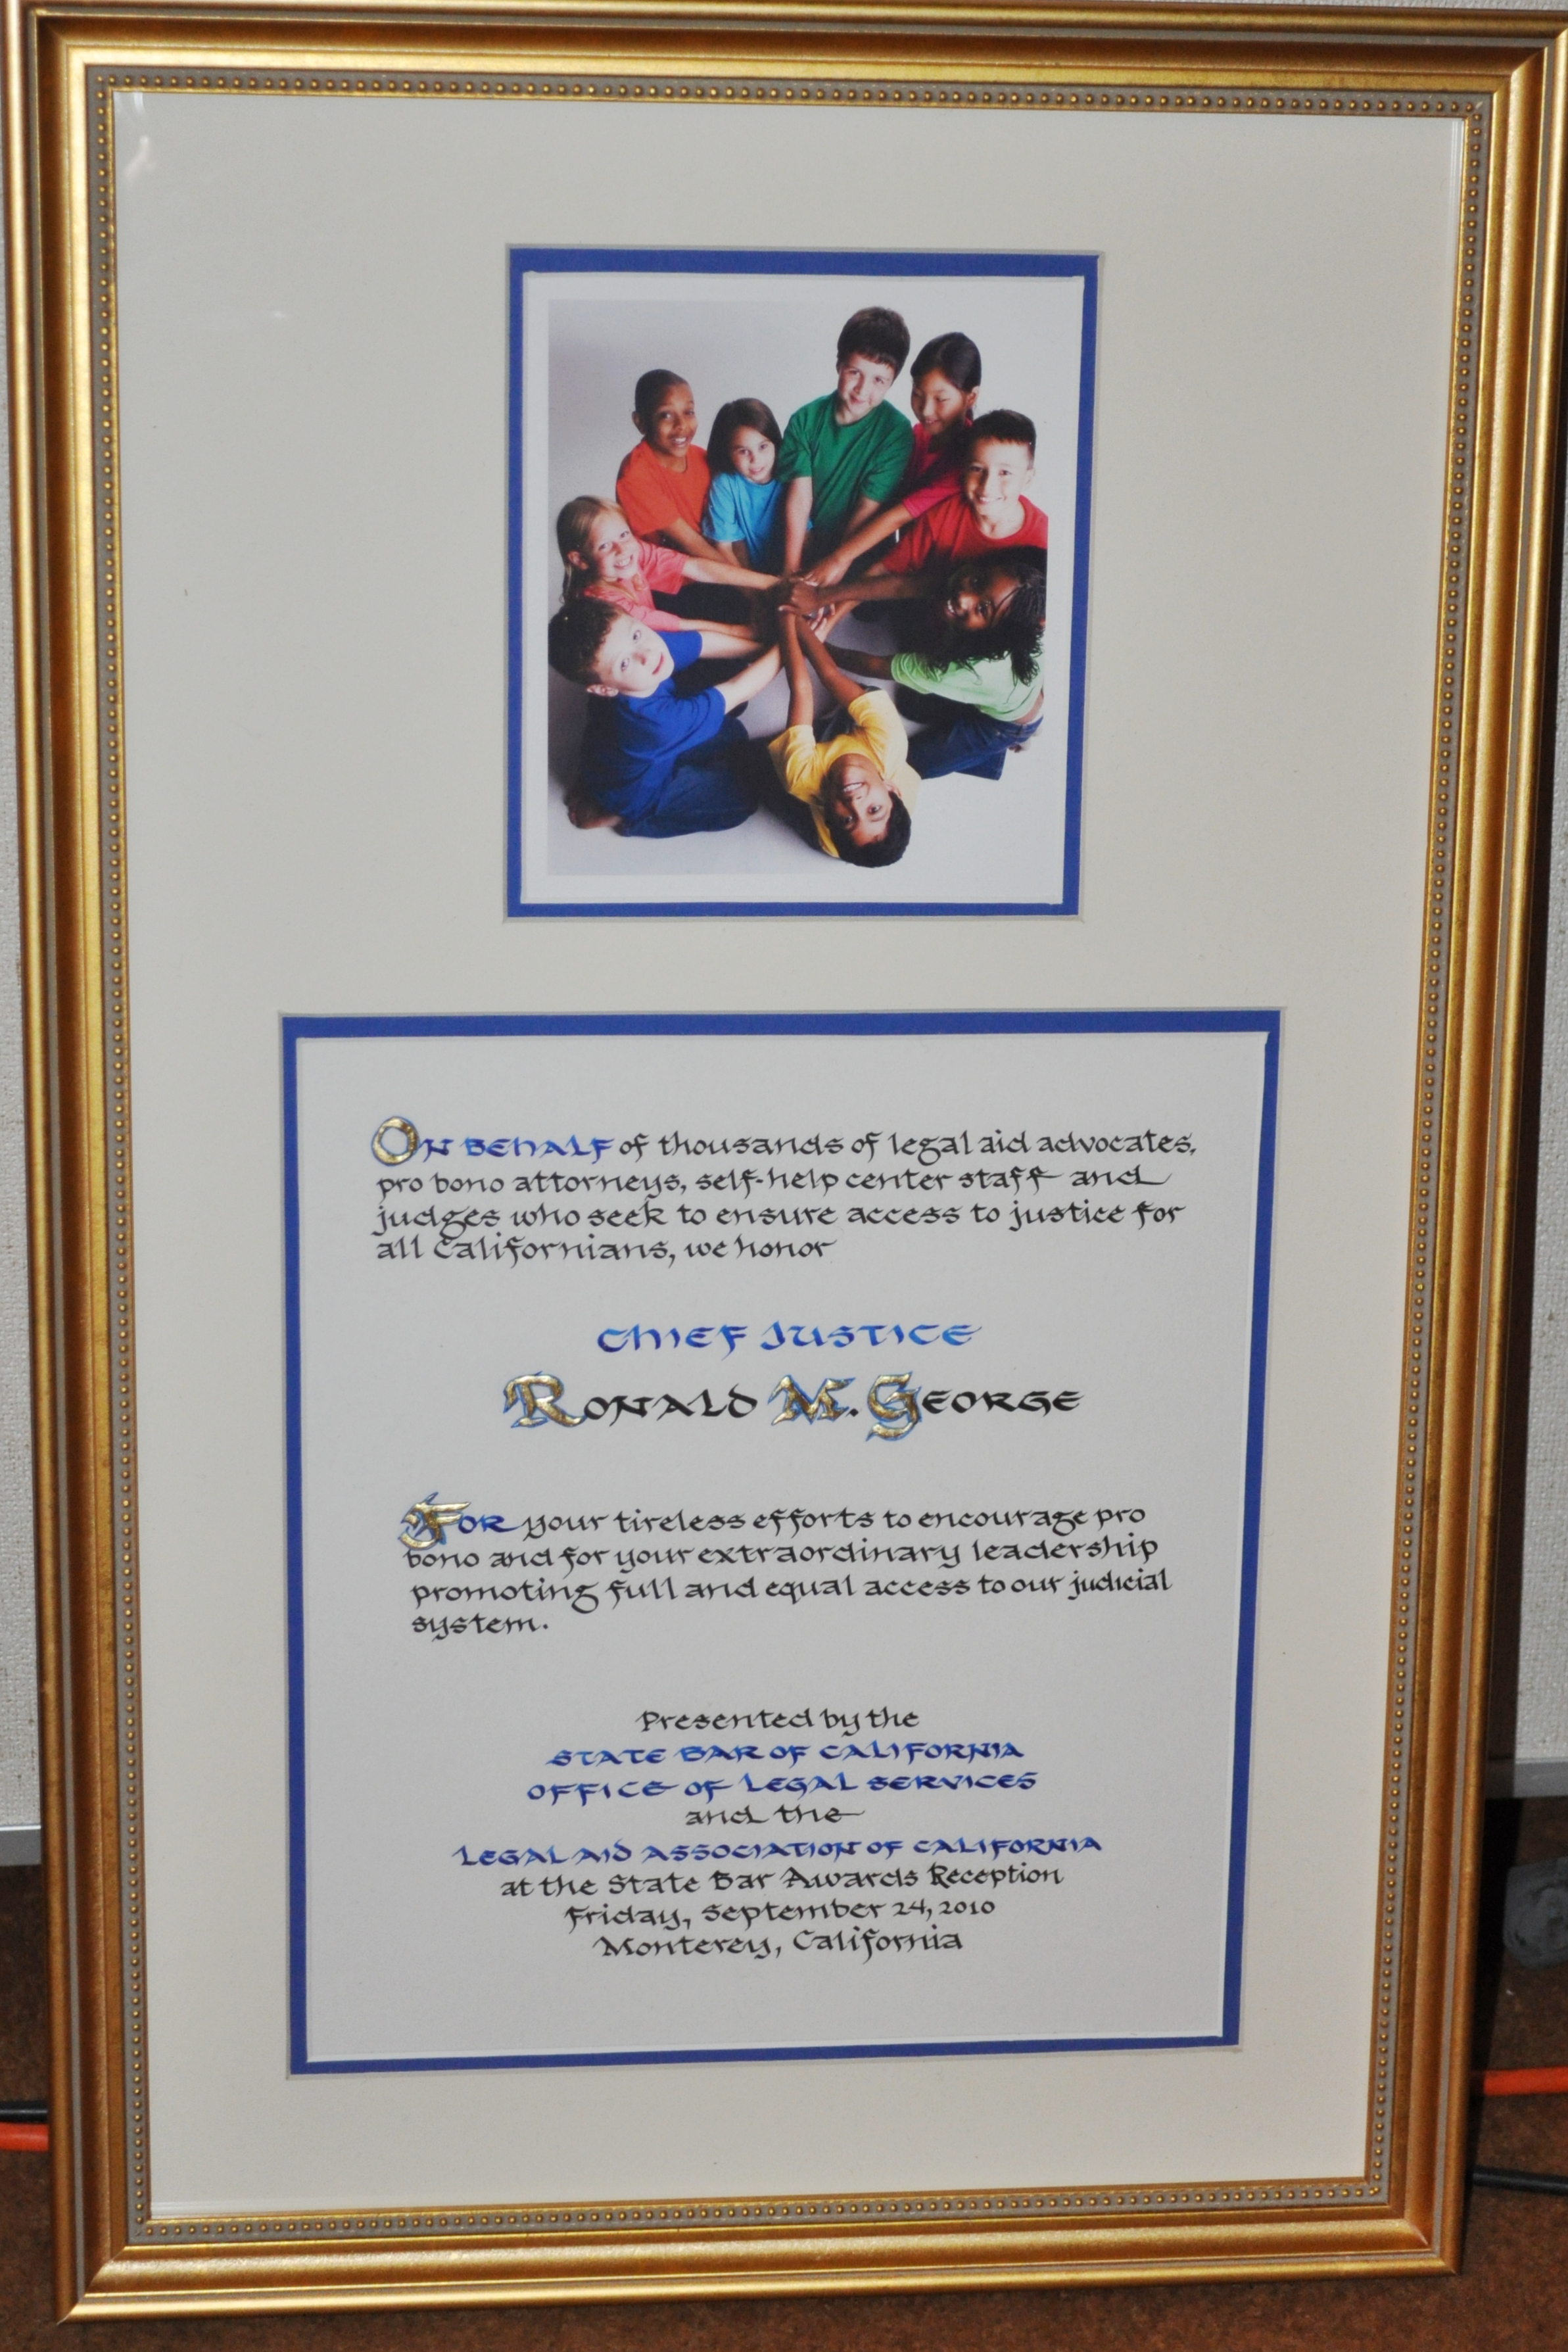 On behalf of thousands of legal aid advocates,
pro bono attorneys, self-help center staff and
judges who seek to ensure access to justice for
all Californians, we honor
Chief Justice
Ronald M. George
For your tireless efforts to encourage pro
bono and for your extraordinary leadership
promoting full and equal access to our judicial
system.
Presented by the
STATE BAR OF CALIFORNIA
OFFICE OF LEGAL SERVICES
and the
LEGAL AID ASSOCIATION OF CALIFORNIA
at the State Bar Awards Reception
Friday, September 24, 2010
Monterey, California